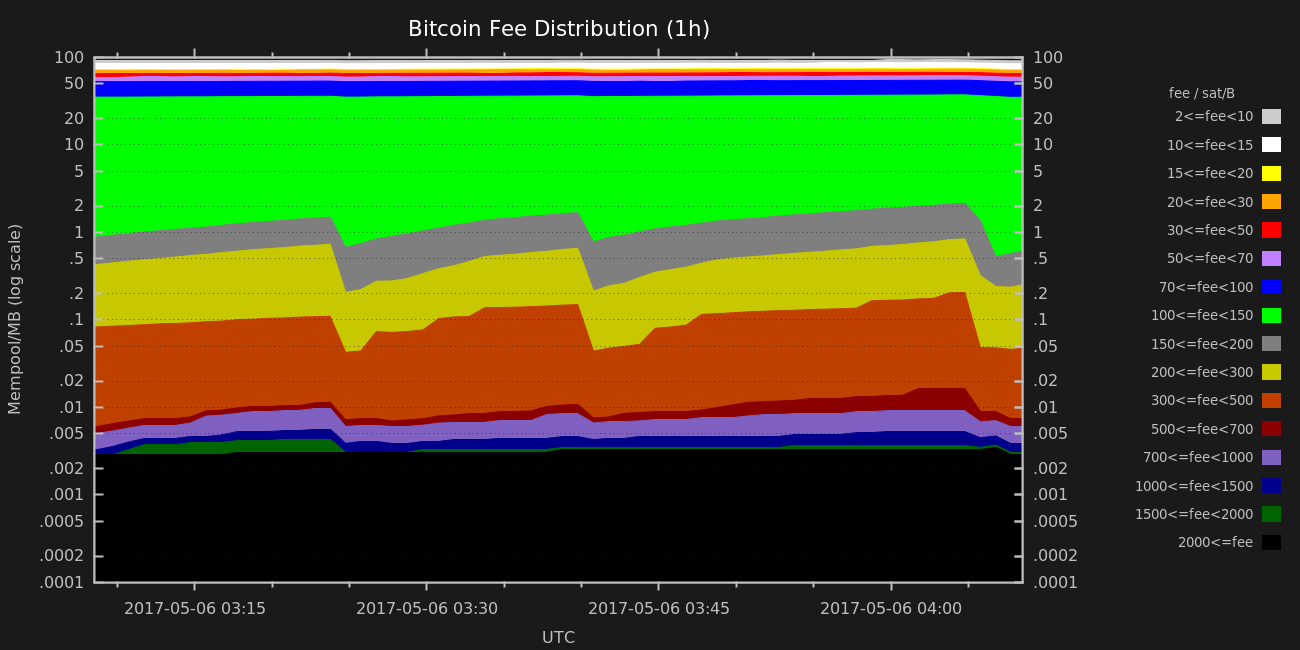 Bitcoin Fee Distribution (1h)
Mempool/MB (log scale)
100
50
20
10
5
2
1
.5
.2
.1
.05
.02
.01
.005
.002
.001
.0005
.0002
.0001
100
50
20
10
5
2
1
.5
.2
.1
.05
.02
.01
.005
.002
.001
.0005
.0002
.0001
2017-05-06 03:15 2017-05-06 03:30 2017-05-06 03:45 2017-05-06 04:00
UTC
fee / sat/B
2<=fee<10
10<=fee<15
15<=fee<20
20<=fee<30
30<=fee<50
50<=fee<70
70<=fee<100
100<=fee<150
150<=fee<200
200<=fee<300
300<=fee<500
500<=fee<700
700<=fee<1000
1000<=fee<1500
1500<=fee<2000
2000<=fee